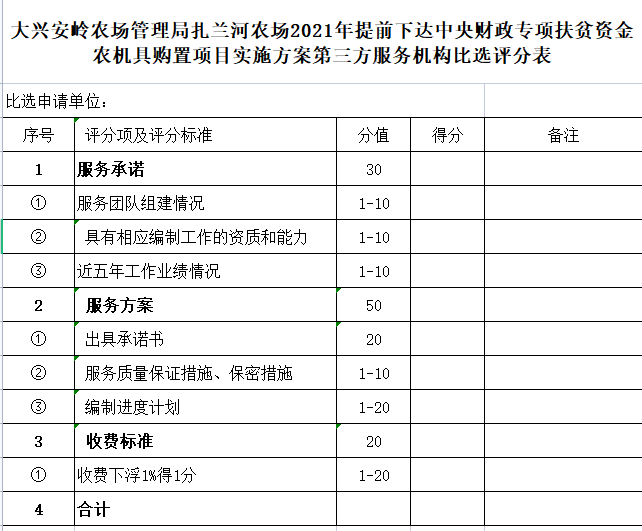 大兴安岭农场管理局扎兰河农场2021年提前下达中央财政专项扶贫资金
农机具购置项目实施方案第三方服务机构比选评分表
比选申请单位：
序号 评分项及评分标准 分值 得分 备注
1 服务承诺 30
① 服务团队组建情况 1-10
② 具有相应编制工作的资质和能力 1-10
③ 近五年工作业绩情况 1-10
2 服务方案 50
① 出具承诺书 20
② 服务质量保证措施、保密措施 1-10
③ 编制进度计划 1-20
3 收费标准 20
① 收费下浮1%得1分 1-20
4 合计